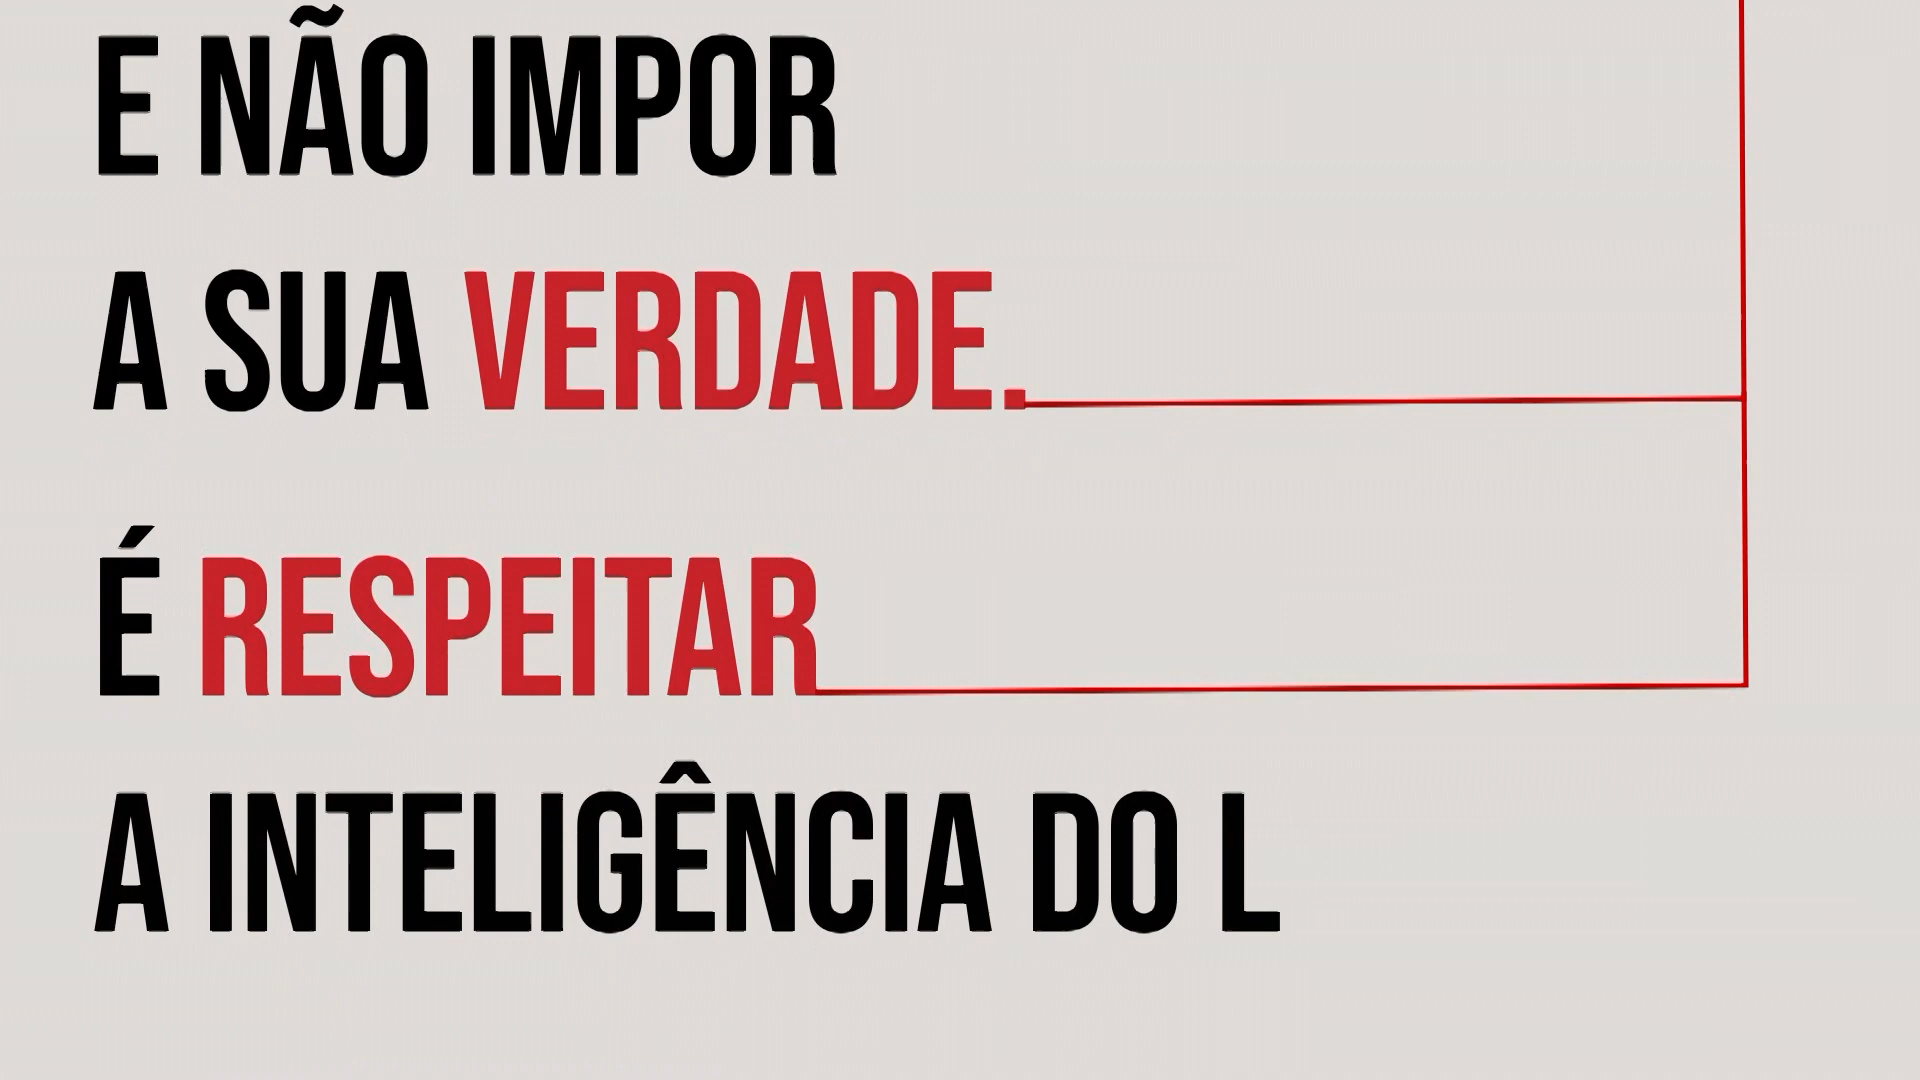 E NÃO IMPOR
A SUA VERDADE.
É RESPEITAR
A INTELIGÊNCIA DO L